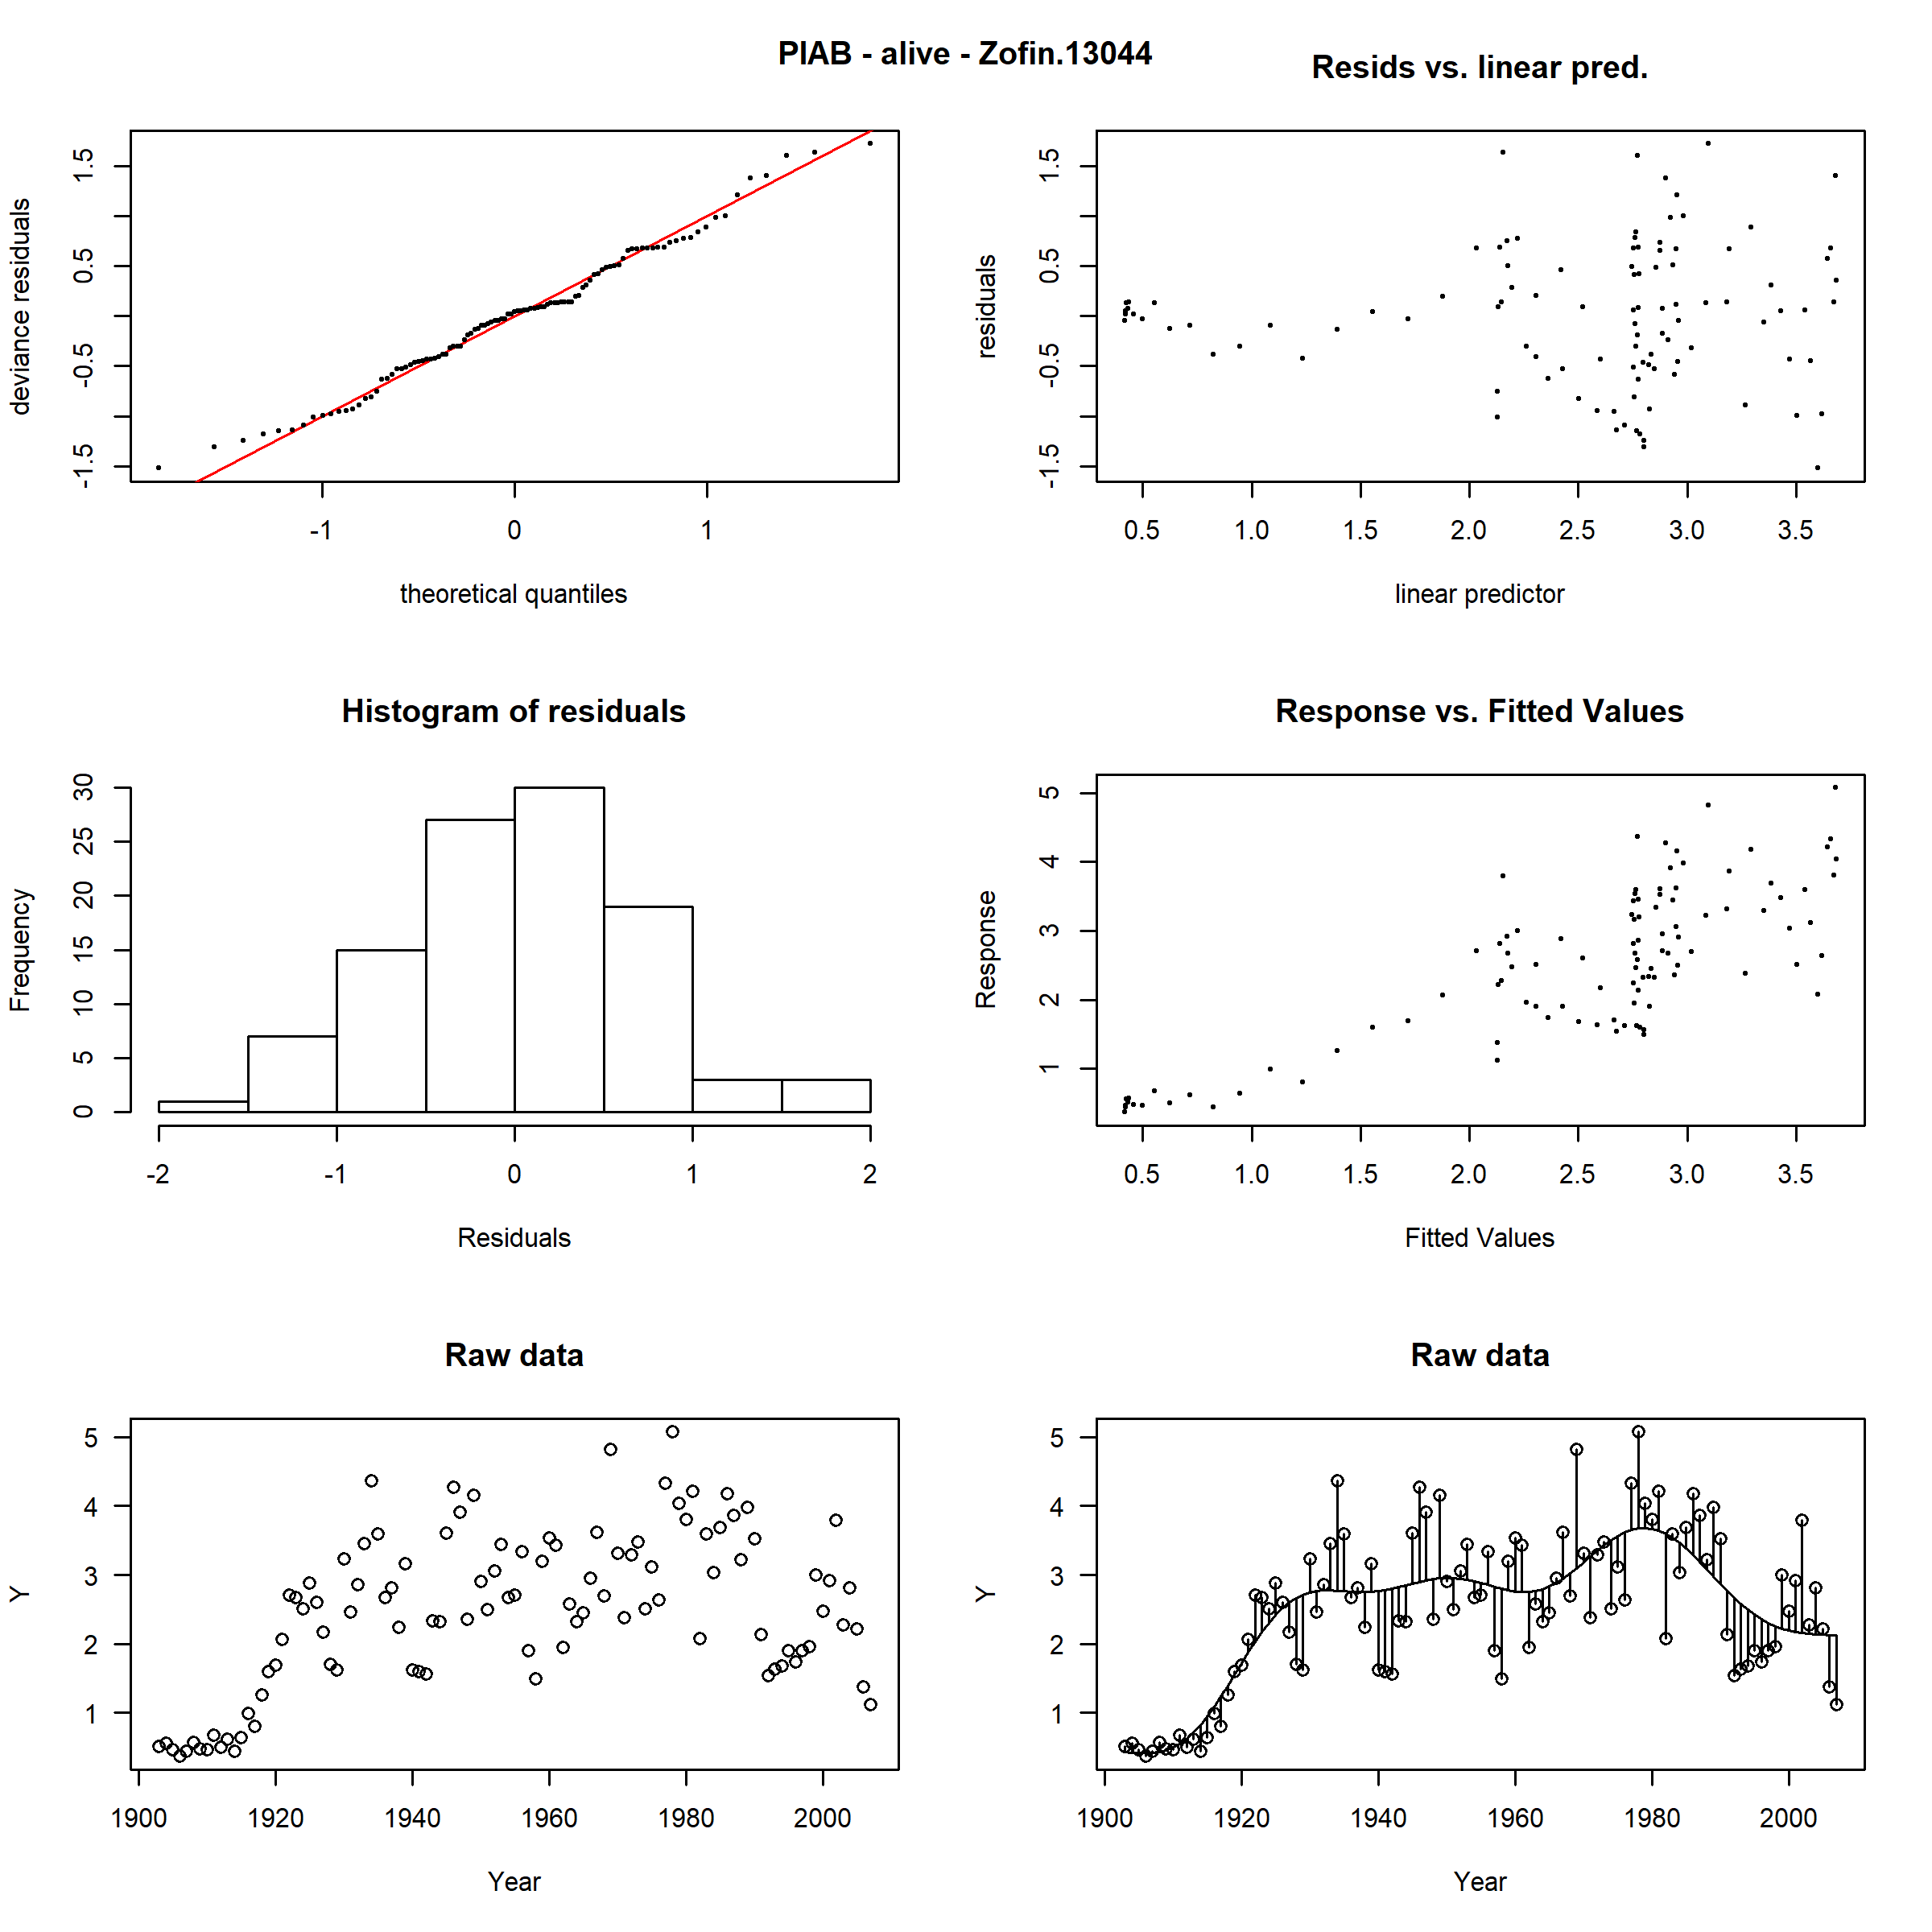 PIAB - alive - Zofin.13044
Resids vs. linear pred.
deviance residuals
-1.5 -0.5 0.5 1.5
-1 0 1
theoretical quantiles
residuals
-1.5 -0.5 0.5 1.5
0.5 1.0 1.5 2.0 2.5 3.0 3.5
linear predictor
Histogram of residuals
Frequency
0 5 10 15 20 25 30
-2 -1 0 1 2
Residuals
Response vs. Fitted Values
Response
1 2 3 4 5
0.5 1.0 1.5 2.0 2.5 3.0 3.5
Fitted Values
Raw data
Y
1 2 3 4 5
1900 1920 1940 1960 1980 2000
Year
Raw data
Y
1 2 3 4 5
1900 1920 1940 1960 1980 2000
Year